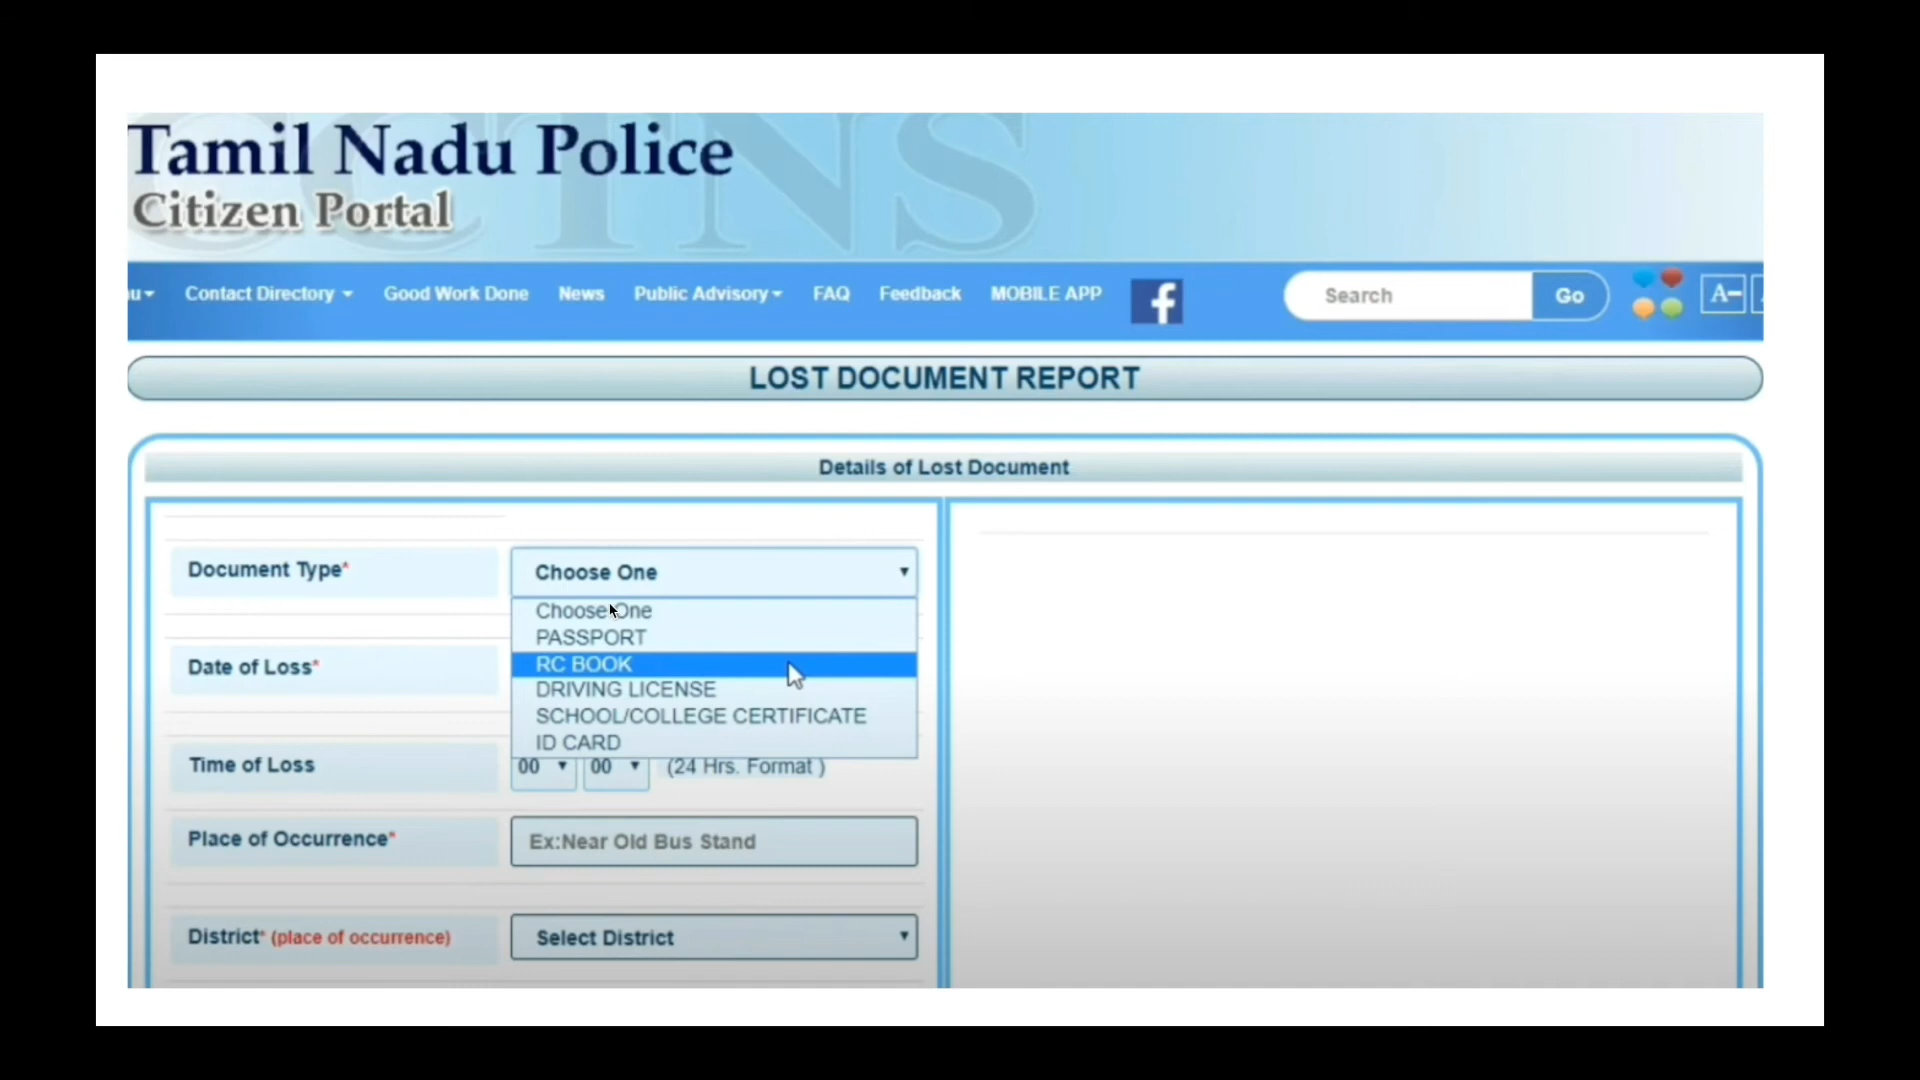 CCTNS
Tamil Nadu Police
Citizen Portal
Contact Directory
Good Work Done
News
Public Advisory
FAQ
Feedback
MOBILE APP
f
Search
Go
A-
LOST DOCUMENT REPORT
Details of Lost Document
Document Type*
Choose One
Choose One
PASSPORT
Date of Loss*
RC BOOK
DRIVING LICENSE
SCHOOL/COLLEGE CERTIFICATE
ID CARD
Time of Loss
00 00 (24 Hrs. Format )
Place of Occurrence*
Ex:Near Old Bus Stand
District* (place of occurrence)
Select District